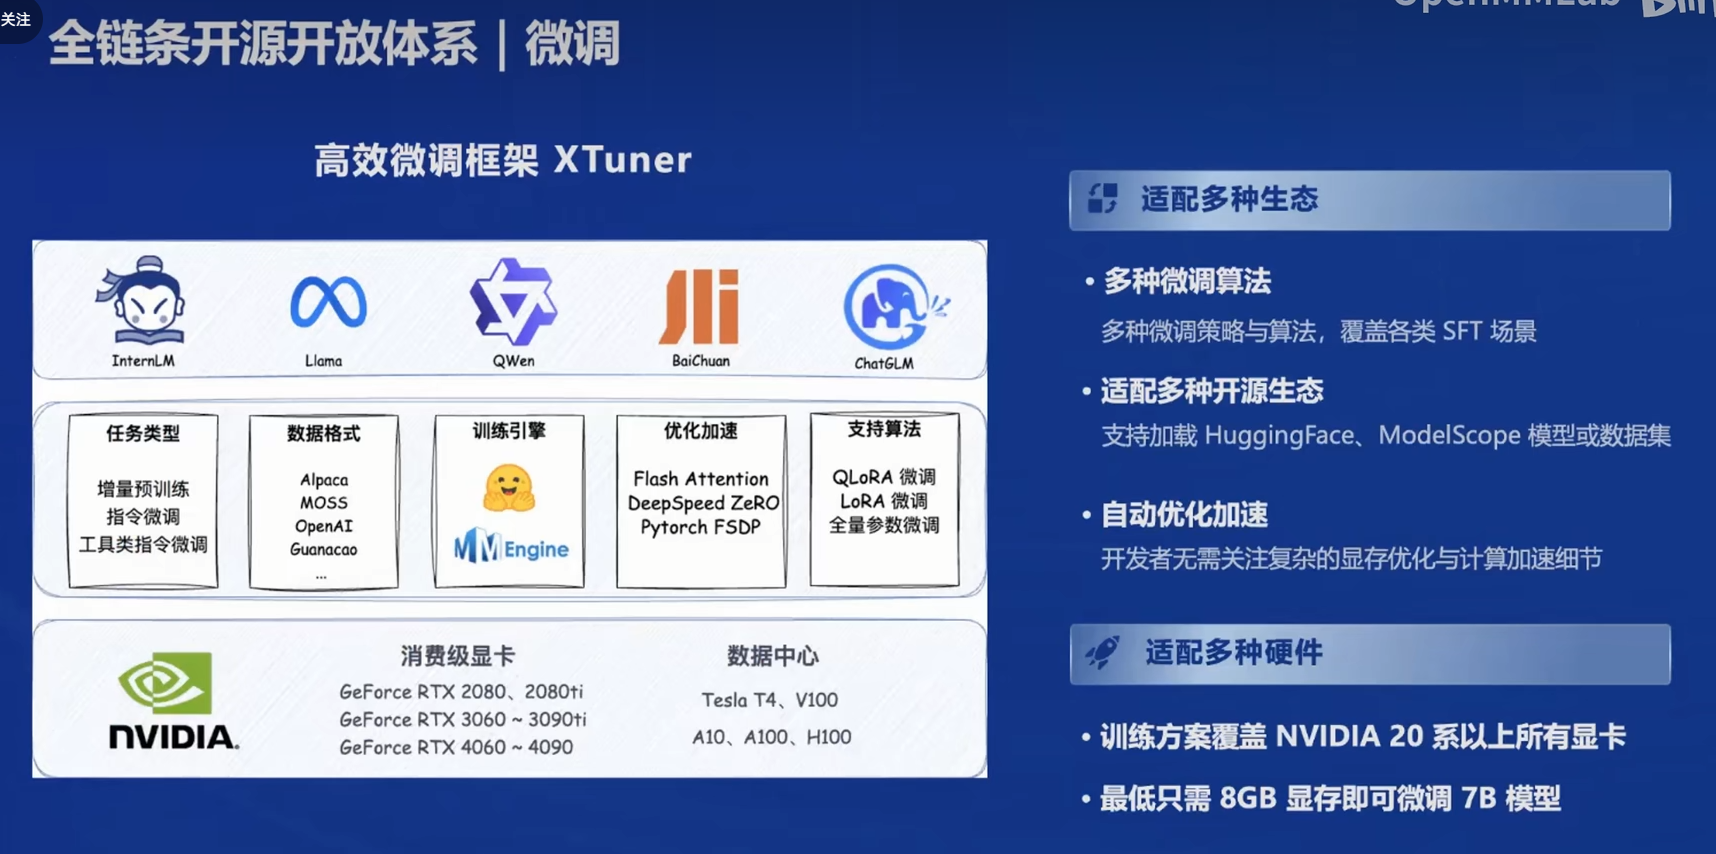 关注
OpenMMLab
全链条开源开放体系 | 微调
高效微调框架 XTuner
InternLM
Llama
QWen
BaiChuan
ChatGLM
任务类型
增量预训练
指令微调
工具类指令微调
数据格式
Alpaca
MOSS
OpenAI
Guanacao
...
训练引擎
MMEngine
优化加速
Flash Attention
DeepSpeed ZeRO
Pytorch FSDP
支持算法
QLoRA 微调
LoRA 微调
全量参数微调
NVIDIA.
消费级显卡
GeForce RTX 2080、2080ti
GeForce RTX 3060 ~ 3090ti
GeForce RTX 4060 ~ 4090
数据中心
Tesla T4、V100
A10、A100、H100
适配多种生态
• 多种微调算法
多种微调策略与算法，覆盖各类 SFT 场景
• 适配多种开源生态
支持加载 HuggingFace、ModelScope 模型或数据集
• 自动优化加速
开发者无需关注复杂的显存优化与计算加速细节
适配多种硬件
• 训练方案覆盖 NVIDIA 20 系以上所有显卡
• 最低只需 8GB 显存即可微调 7B 模型